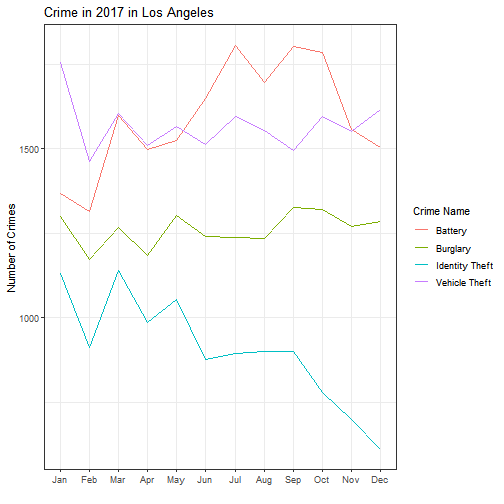 Crime in 2017 in Los Angeles
Number of Crimes
1500
1000
Jan Feb Mar Apr May Jun Jul Aug Sep Oct Nov Dec
Crime Name
Battery
Burglary
Identity Theft
Vehicle Theft